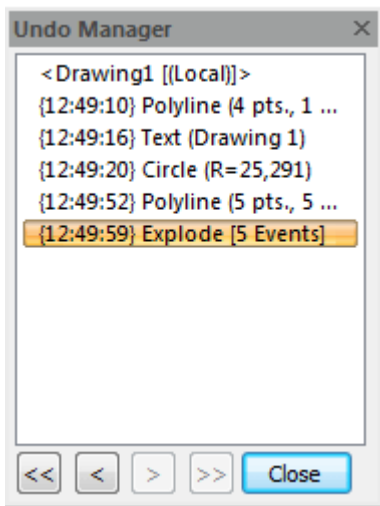 Undo Manager
<Drawing1 [(Local)]>
{12:49:10} Polyline (4 pts., 1 ...
{12:49:16} Text (Drawing 1)
{12:49:20} Circle (R=25,291)
{12:49:52} Polyline (5 pts., 5 ...
{12:49:59} Explode [5 Events]
<< < > >> Close